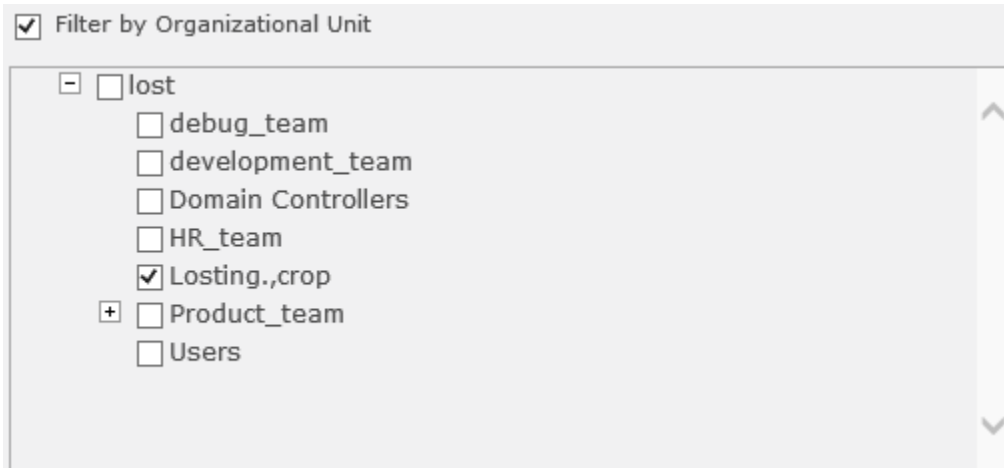 Filter by Organizational Unit
lost
debug_team
development_team
Domain Controllers
HR_team
Losting.,crop
Product_team
Users